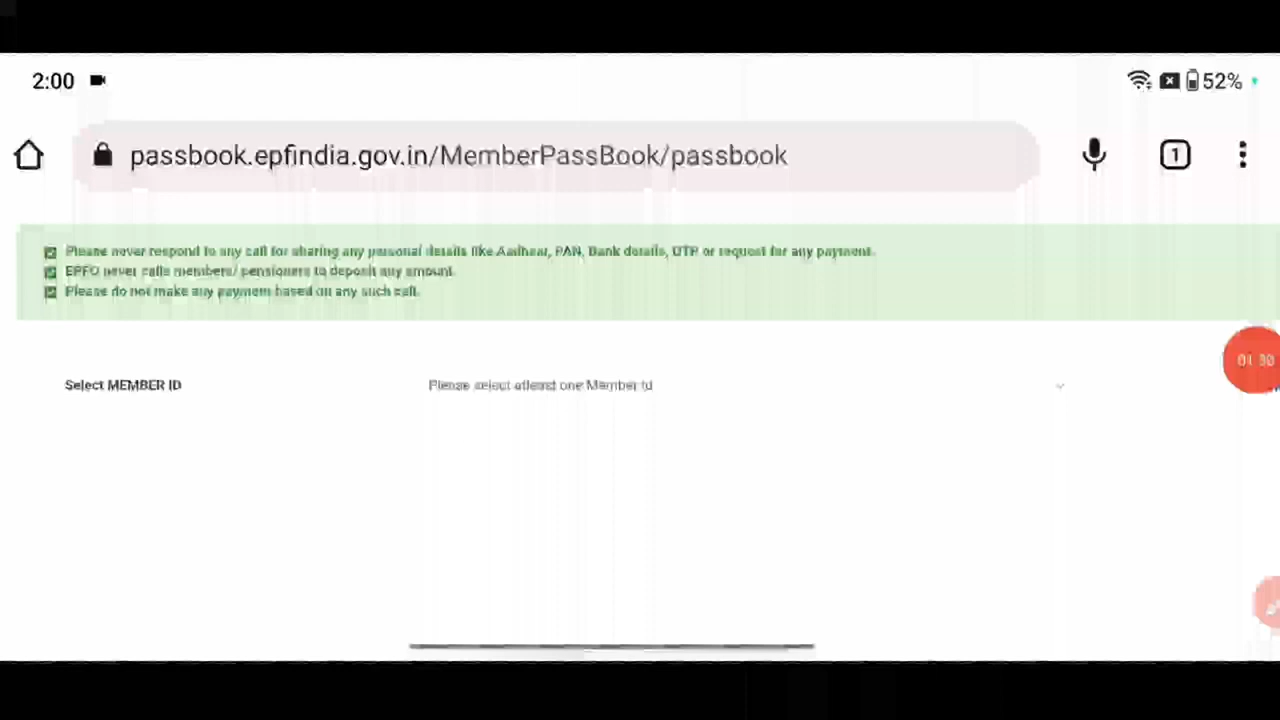 2:00
52%
passbook.epfindia.gov.in/MemberPassBook/passbook
1
Please never respond to any call for sharing any personal details like Aadhaar, PAN, Bank details, OTP or request for any payment.
EPFO never calls members/ pensioners to deposit any amount.
Please do not make any payment based on any such call.
01:30
Select MEMBER ID
Please select atleast one Member Id